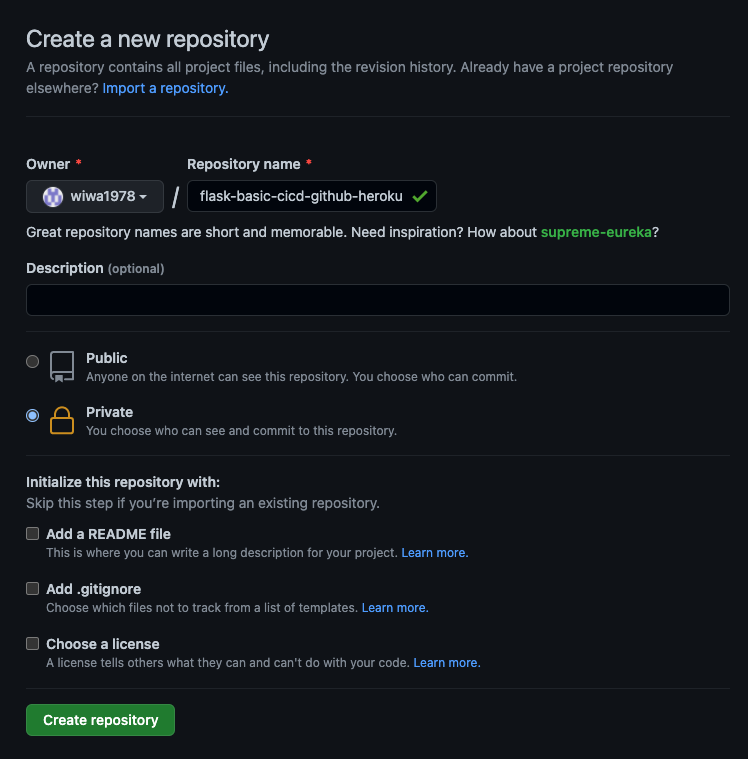 Create a new repository
A repository contains all project files, including the revision history. Already have a project repository
elsewhere? Import a repository.
Owner * Repository name *
wiwa1978 / flask-basic-cicd-github-heroku
Great repository names are short and memorable. Need inspiration? How about supreme-eureka?
Description (optional)
Public
Anyone on the internet can see this repository. You choose who can commit.
Private
You choose who can see and commit to this repository.
Initialize this repository with:
Skip this step if you're importing an existing repository.
Add a README file
This is where you can write a long description for your project. Learn more.
Add .gitignore
Choose which files not to track from a list of templates. Learn more.
Choose a license
A license tells others what they can and can't do with your code. Learn more.
Create repository